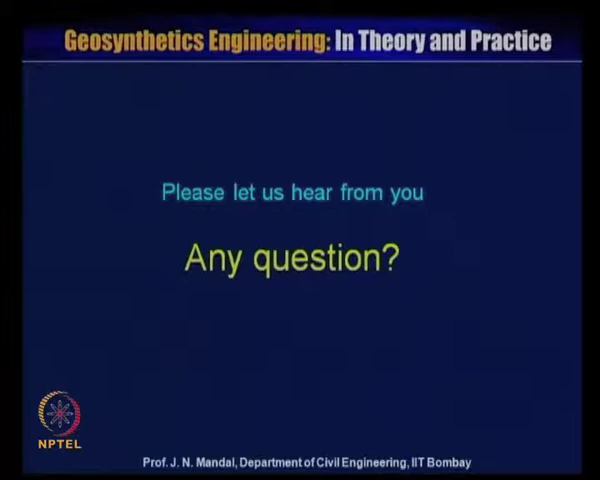 Geosynthetics Engineering: In Theory and Practice
Please let us hear from you
Any question?
NPTEL
Prof. J. N. Mandal, Department of Civil Engineering, IIT Bombay